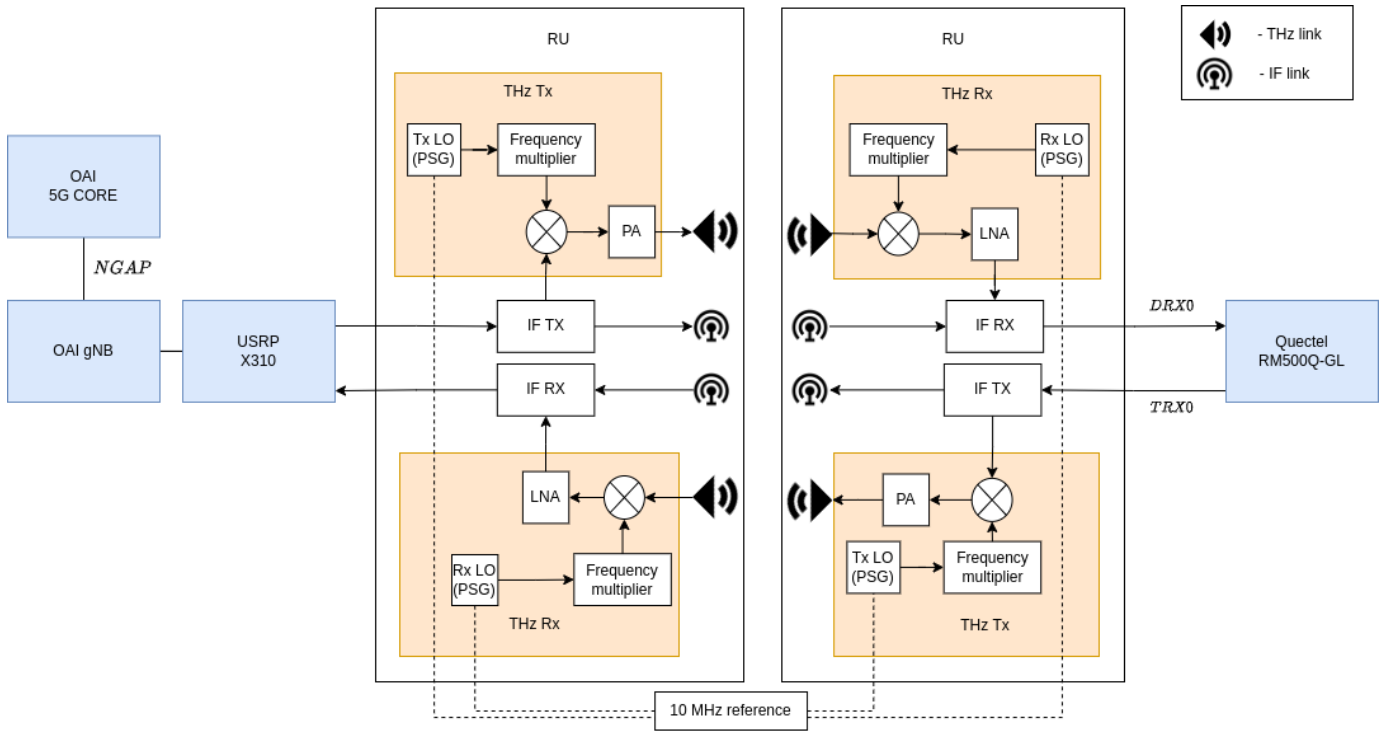 RU
RU
- THz link
- IF link
THz Tx
THz Rx
Tx LO
(PSG)
Frequency
multiplier
Frequency
multiplier
Rx LO
(PSG)
OAI
5G CORE
PA
LNA
NGAP
DRX0
IF TX
IF RX
OAI gNB
USRP
X310
Quectel
RM500Q-GL
IF RX
IF TX
TRX0
LNA
PA
Rx LO
(PSG)
Frequency
multiplier
Tx LO
(PSG)
Frequency
multiplier
THz Rx
THz Tx
10 MHz reference